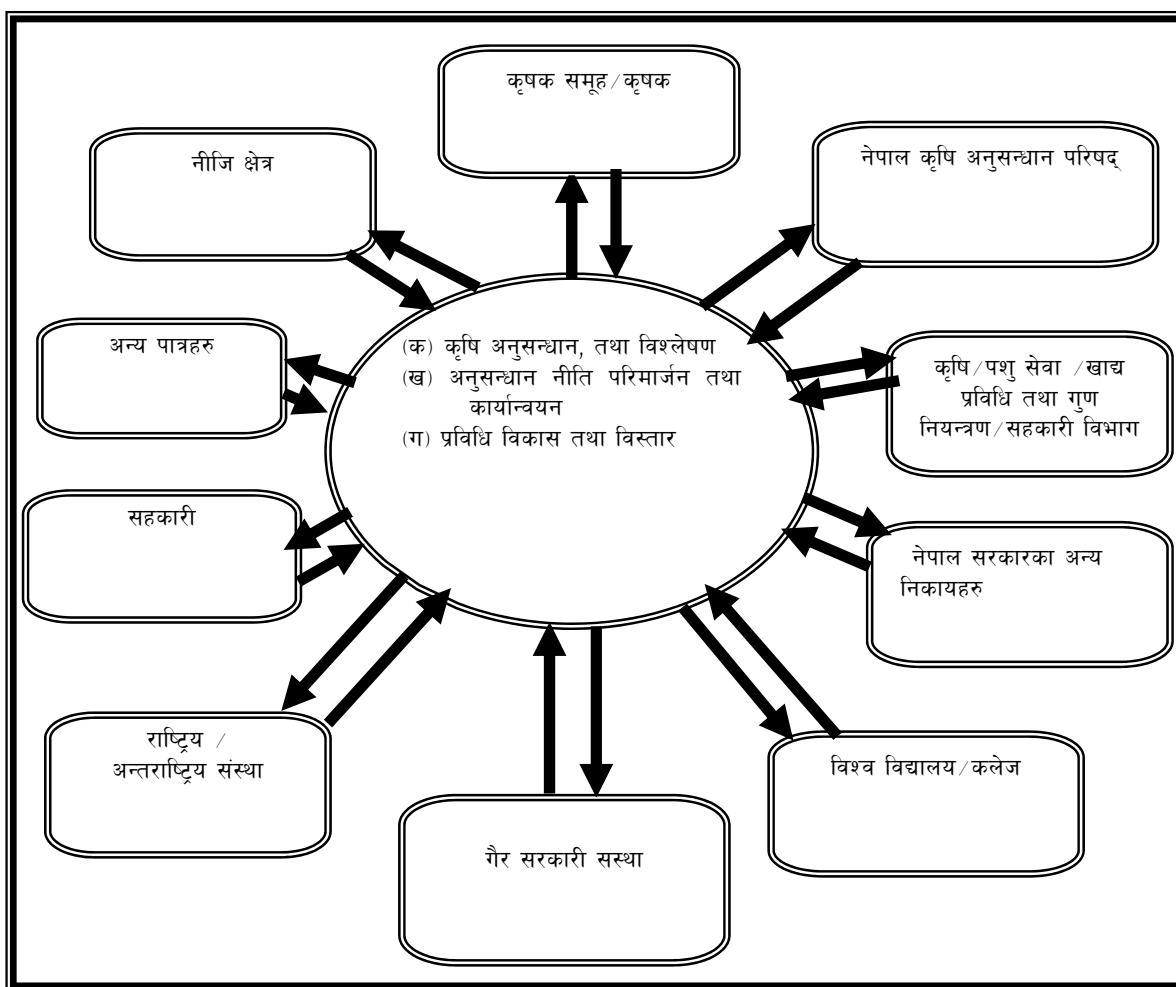 कृषक समूह/कृषक
नीजि क्षेत्र
नेपाल कृषि अनुसन्धान परिषद्
अन्य पात्रहरु
(क) कृषि अनुसन्धान, तथा विश्लेषण
(ख) अनुसन्धान नीति परिमार्जन तथा
कार्यान्वयन
(ग) प्रविधि विकास तथा विस्तार
कृषि/पशु सेवा /खाद्य
प्रविधि तथा गुण
नियन्त्रण/सहकारी विभाग
सहकारी
नेपाल सरकारका अन्य
निकायहरु
राष्ट्रिय /
अन्तराष्ट्रिय संस्था
विश्व विद्यालय/कलेज
गैर सरकारी सस्था